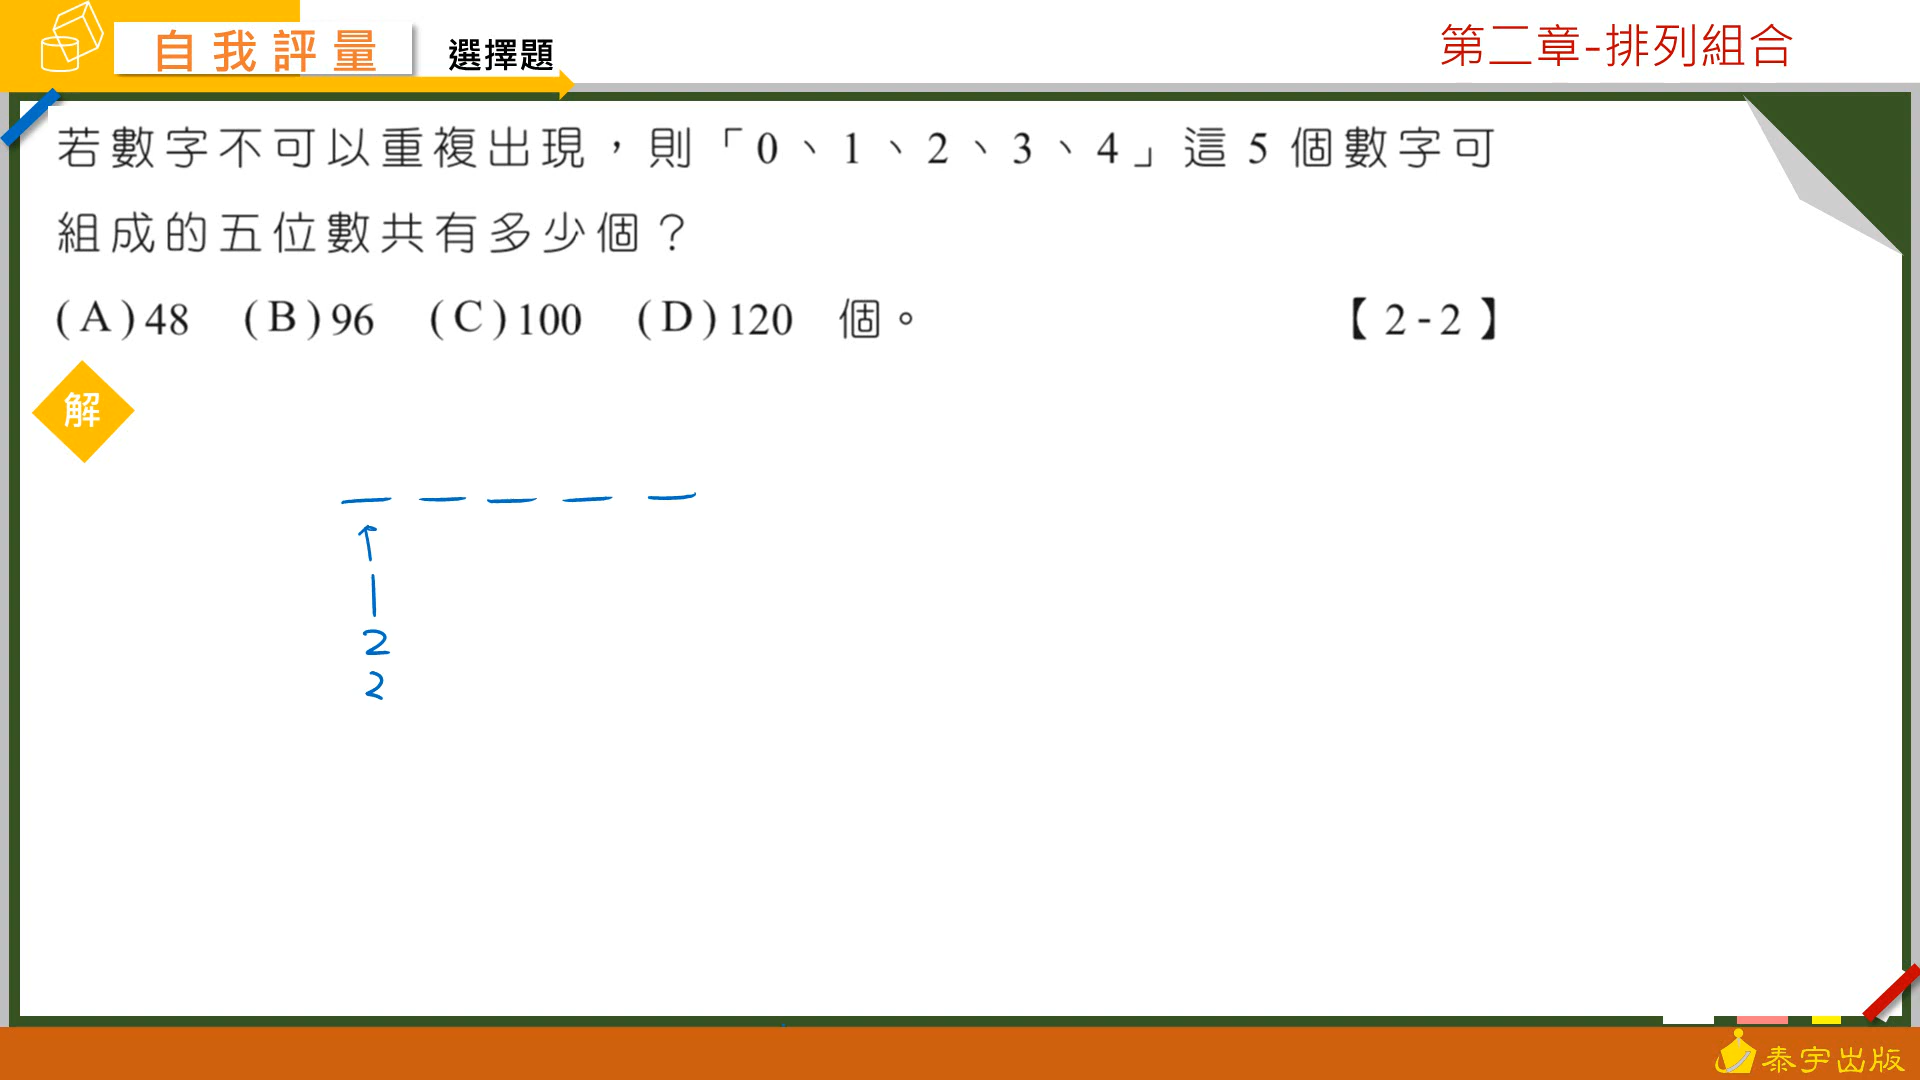 自我評量 選擇題 第二章-排列組合
若數字不可以重複出現，則「0、1、2、3、4」這 5 個數字可
組成的五位數共有多少個？
(A)48 (B)96 (C)100 (D)120 個。 【2-2】
解
1
2
2
泰宇出版